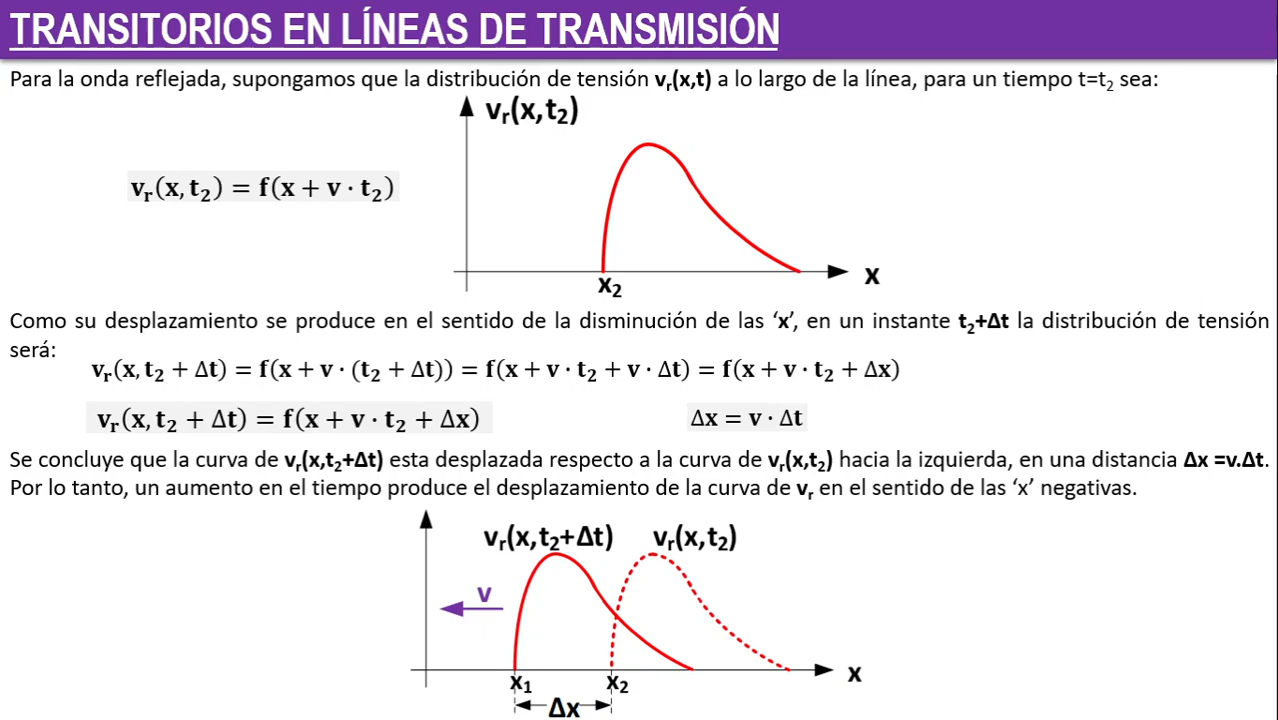 TRANSITORIOS EN LÍNEAS DE TRANSMISIÓN
Para la onda reflejada, supongamos que la distribución de tensión vᵣ(x,t) a lo largo de la línea, para un tiempo t=t₂ sea:
vᵣ(x,t₂)
vᵣ(x, t₂) = f(x + v · t₂)
x
x₂
Como su desplazamiento se produce en el sentido de la disminución de las ‘x’, en un instante t₂+Δt la distribución de tensión
será:
vᵣ(x, t₂ + Δt) = f(x + v · (t₂ + Δt)) = f(x + v · t₂ + v · Δt) = f(x + v · t₂ + Δx)
vᵣ(x, t₂ + Δt) = f(x + v · t₂ + Δx)
Δx = v · Δt
Se concluye que la curva de vᵣ(x,t₂+Δt) esta desplazada respecto a la curva de vᵣ(x,t₂) hacia la izquierda, en una distancia Δx =v.Δt.
Por lo tanto, un aumento en el tiempo produce el desplazamiento de la curva de vᵣ en el sentido de las ‘x’ negativas.
vᵣ(x,t₂+Δt) vᵣ(x,t₂)
v
x
x₁ x₂
Δx